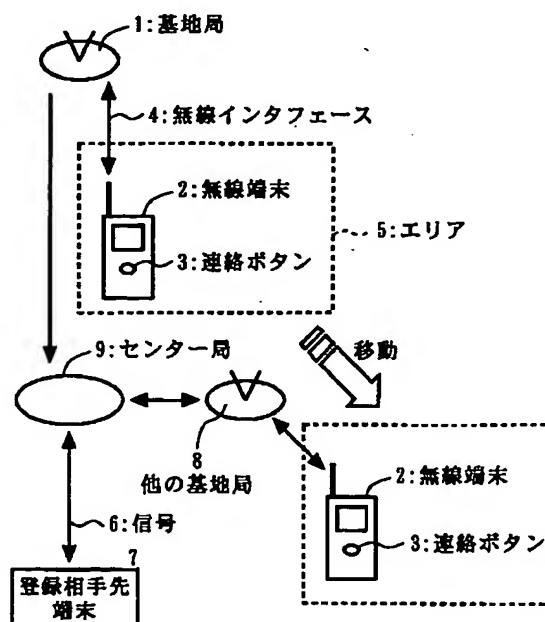 1:基地局
4:無線インタフェース
2:無線端末
5:エリア
3:連絡ボタン
9:センター局
移動
8
他の基地局
2:無線端末
6:信号
3:連絡ボタン
7
登録相手先
端末